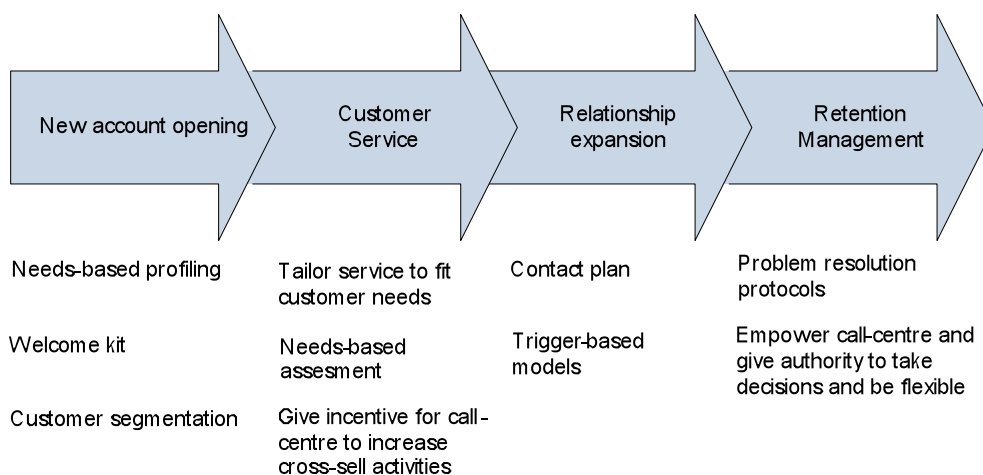 New account opening
Customer
Service
Relationship
expansion
Retention
Management
Needs-based profiling
Welcome kit
Customer segmentation
Tailor service to fit
customer needs
Needs-based
assesment
Give incentive for call-
centre to increase
cross-sell activities
Contact plan
Trigger-based
models
Problem resolution
protocols
Empower call-centre and
give authority to take
decisions and be flexible